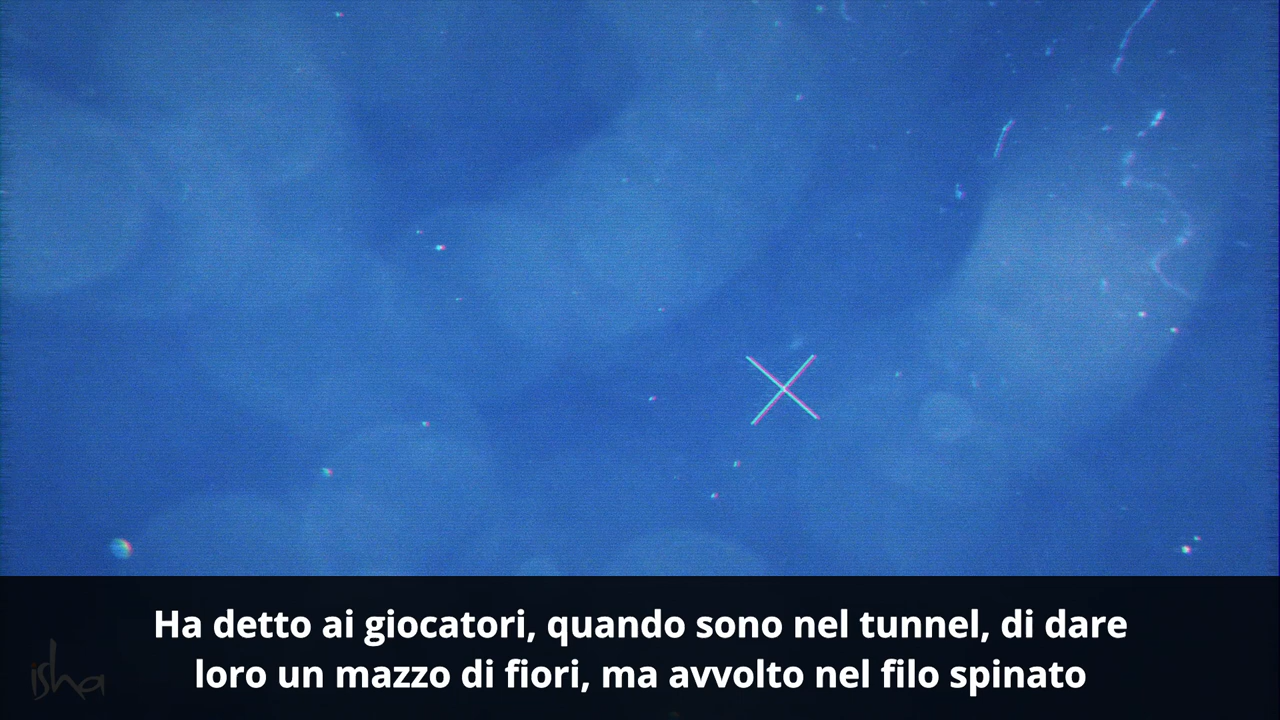 Ha detto ai giocatori, quando sono nel tunnel, di dare
loro un mazzo di fiori, ma avvolto nel filo spinato
isha